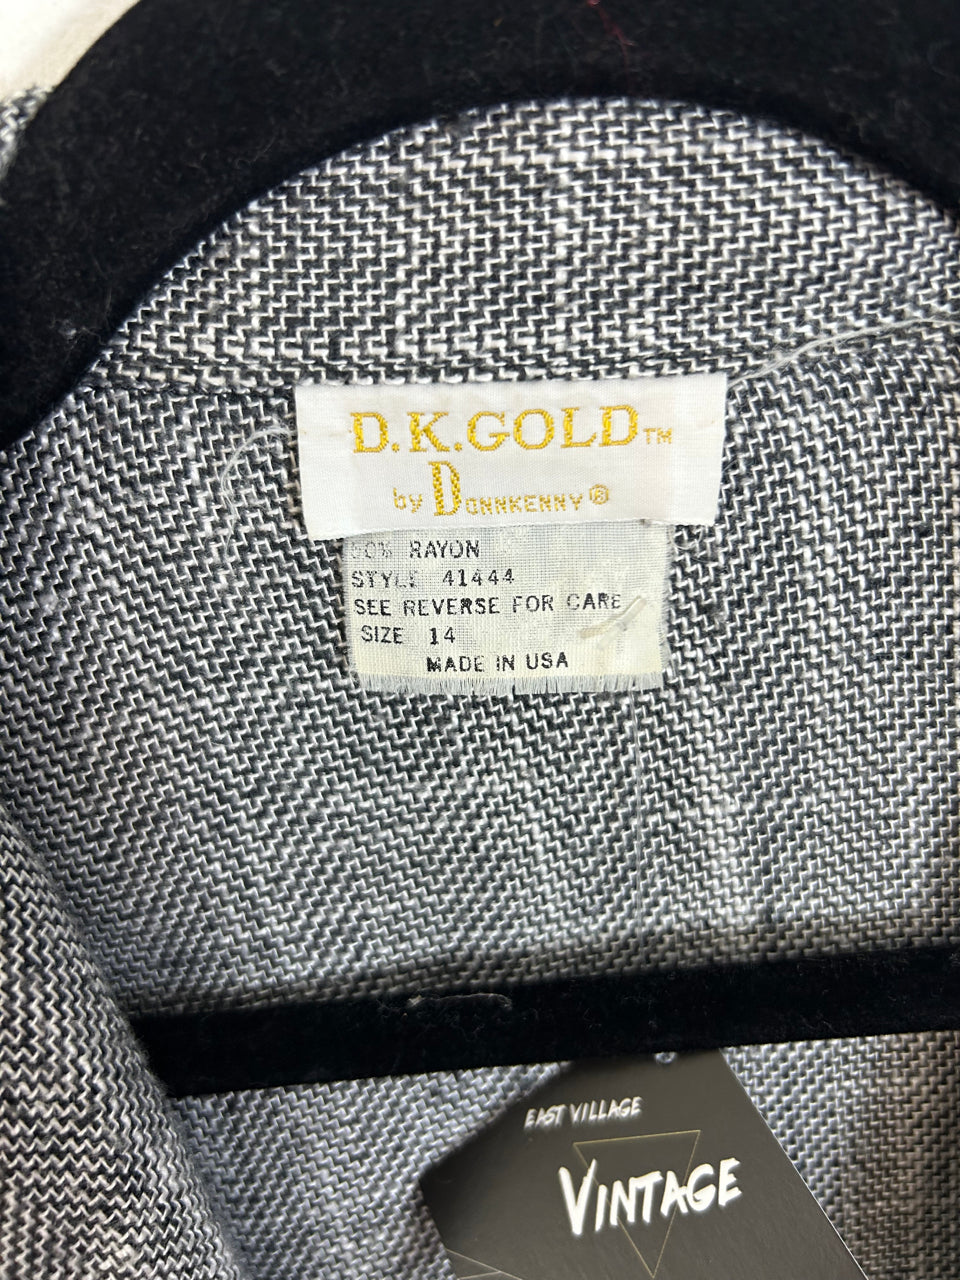 D.K.GOLD™
by DONNKENNY®
RAYON
STYLE 41444
SEE REVERSE FOR CARE
SIZE 14
MADE IN USA
EAST VILLAGE
VINTAGE